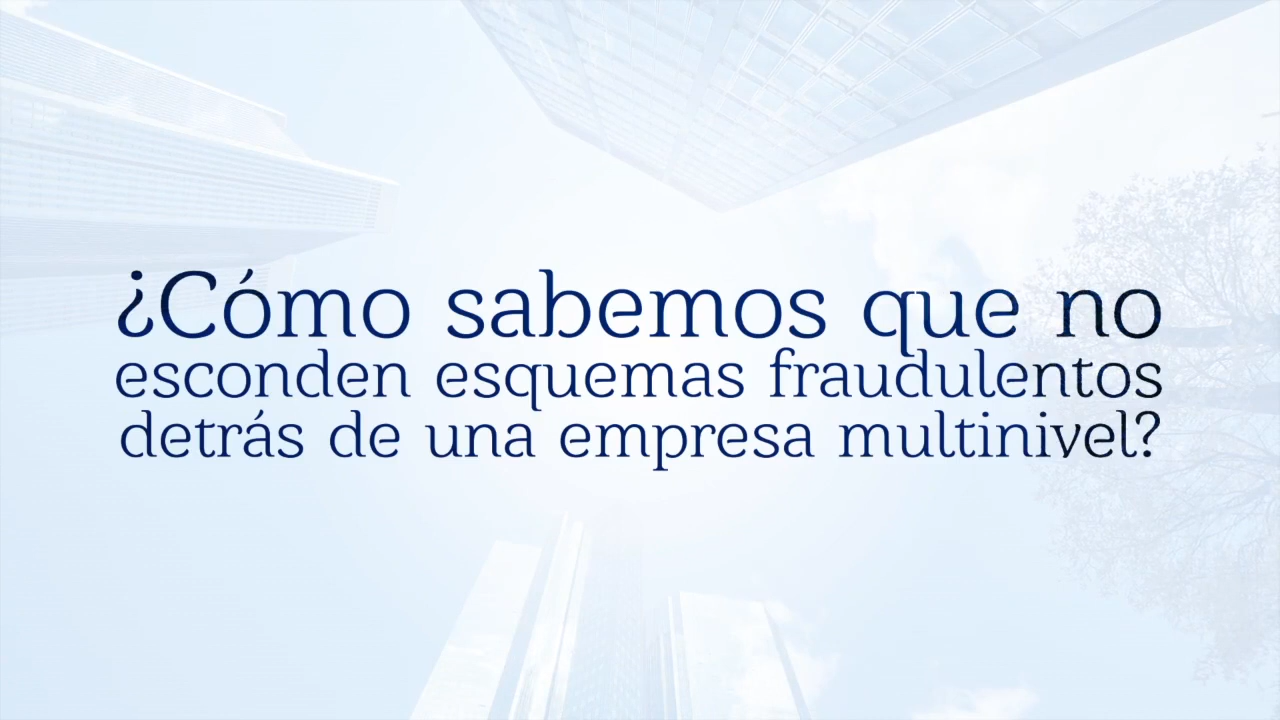 ¿Cómo sabemos que no
esconden esquemas fraudulentos
detrás de una empresa multinivel?